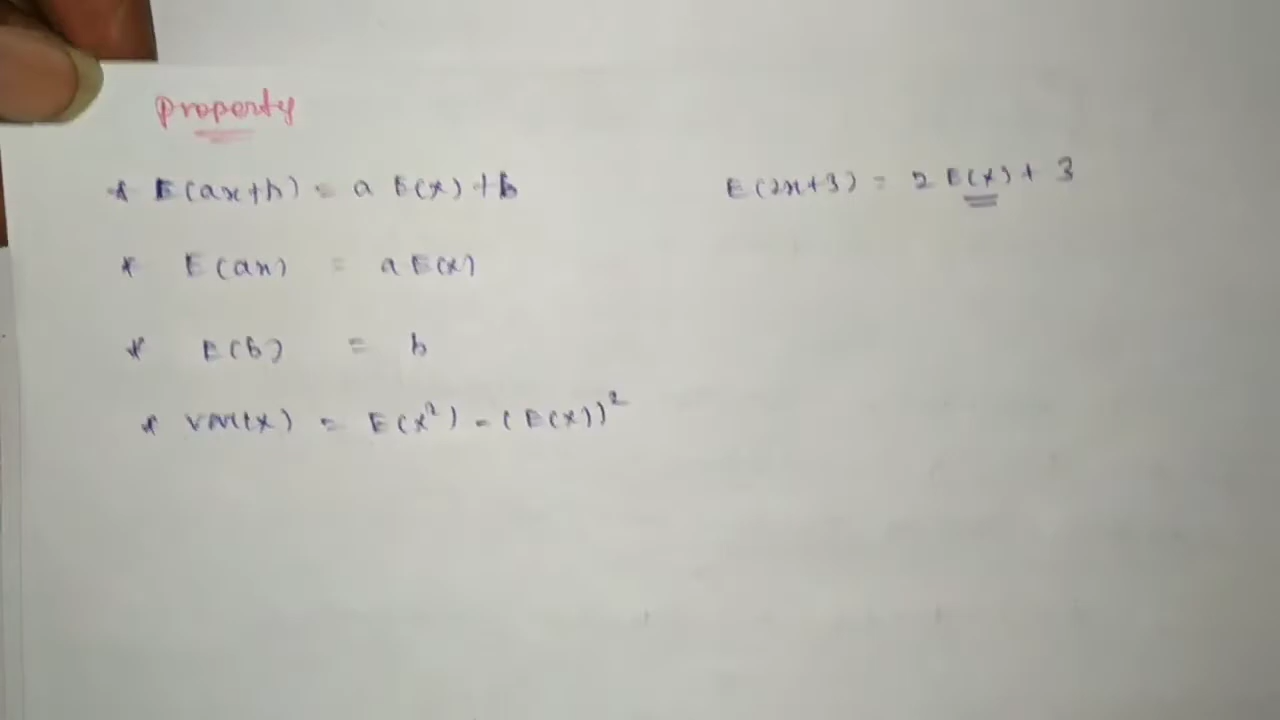 Property
* E(ax+b) = a E(x) + b
E(2x+3) = 2 E(x) + 3
* E(ax) = a E(x)
* E(b) = b
* var(x) = E(x²) - (E(x))²